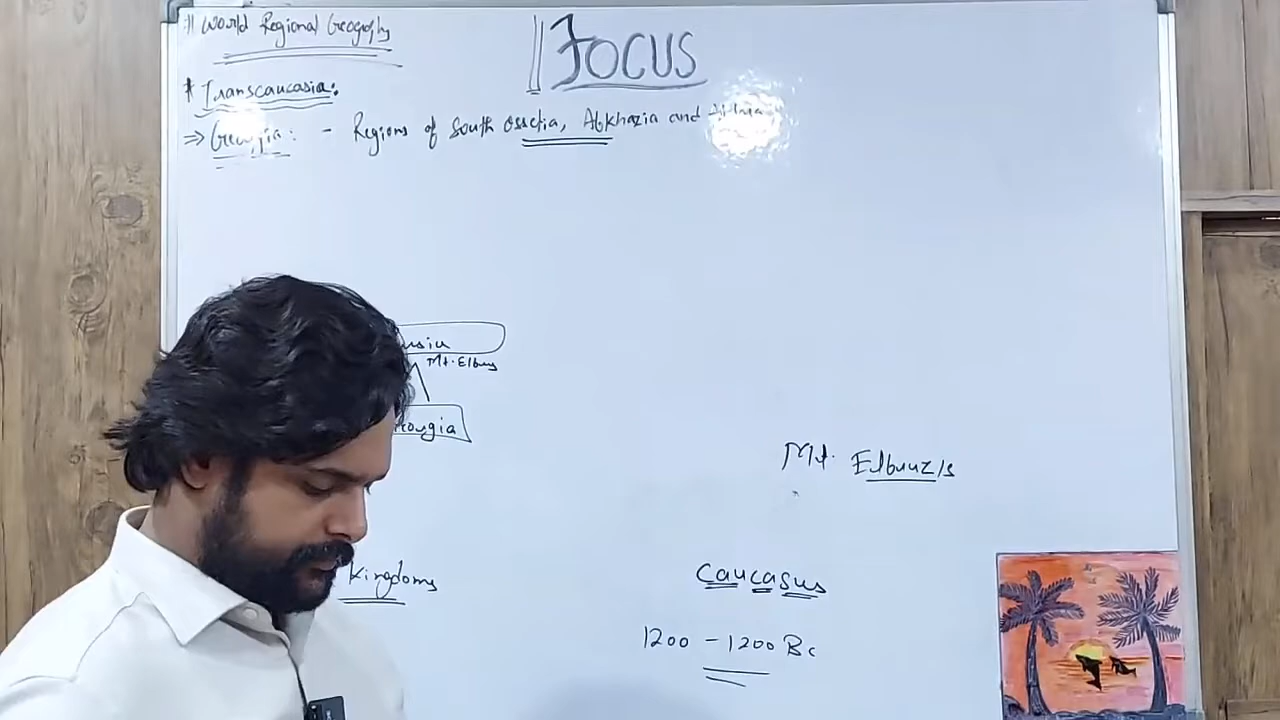 World Regional Geography
FOCUS
* Transcaucasia:
⇒ Georgia: - Regions of South Ossetia, Abkhazia and
Mt. Elbrus
Mt. Elbruz/s
Kingdoms
Caucasus
1200 - 1200 Bc